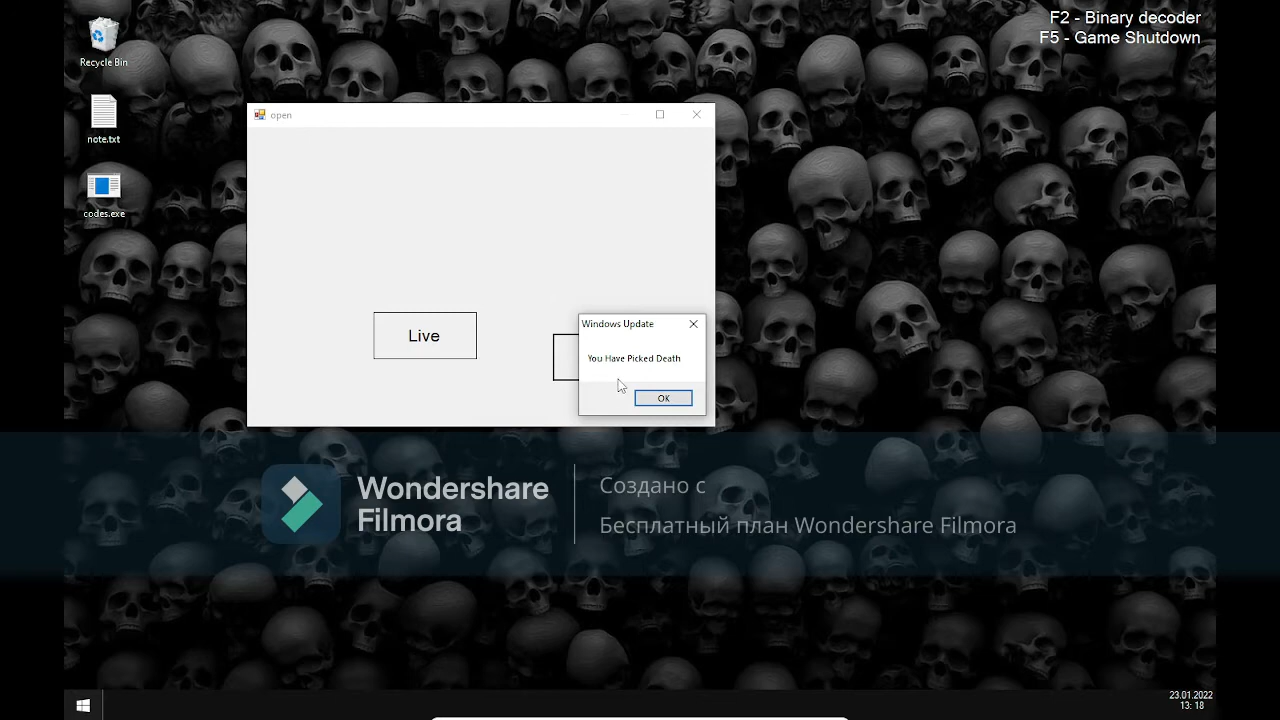 F2 - Binary decoder
F5 - Game Shutdown
Recycle Bin
note.txt
codes.exe
open
Live
Windows Update
You Have Picked Death
OK
Wondershare
Filmora
Создано с
Бесплатный план Wondershare Filmora
23.01.2022
13: 18